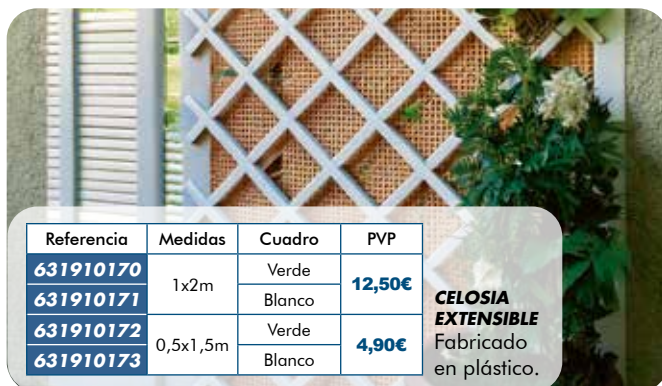 Referencia Medidas Cuadro PVP
631910170 1x2m Verde 12,50€
631910171 Blanco
631910172 0,5x1,5m Verde 4,90€
631910173 Blanco
CELOSIA
EXTENSIBLE
Fabricado
en plástico.